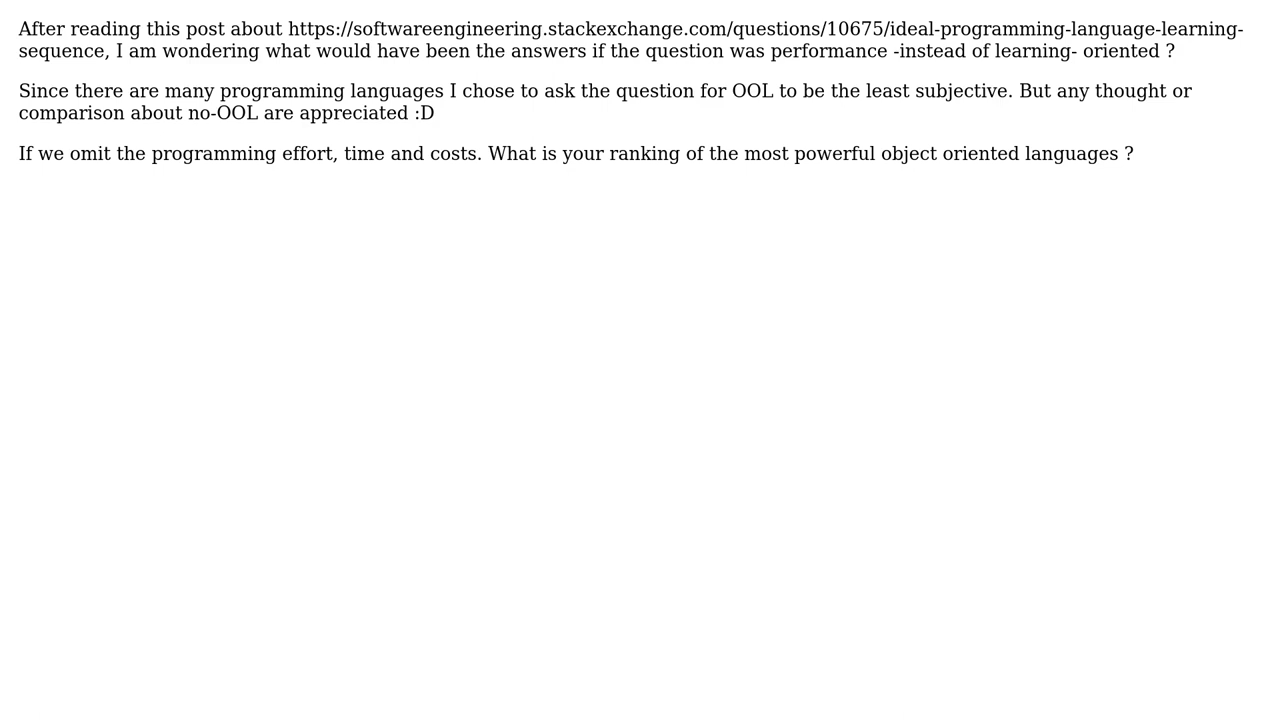 After reading this post about https://softwareengineering.stackexchange.com/questions/10675/ideal-programming-language-learning-
sequence, I am wondering what would have been the answers if the question was performance -instead of learning- oriented ?
Since there are many programming languages I chose to ask the question for OOL to be the least subjective. But any thought or
comparison about no-OOL are appreciated :D
If we omit the programming effort, time and costs. What is your ranking of the most powerful object oriented languages ?